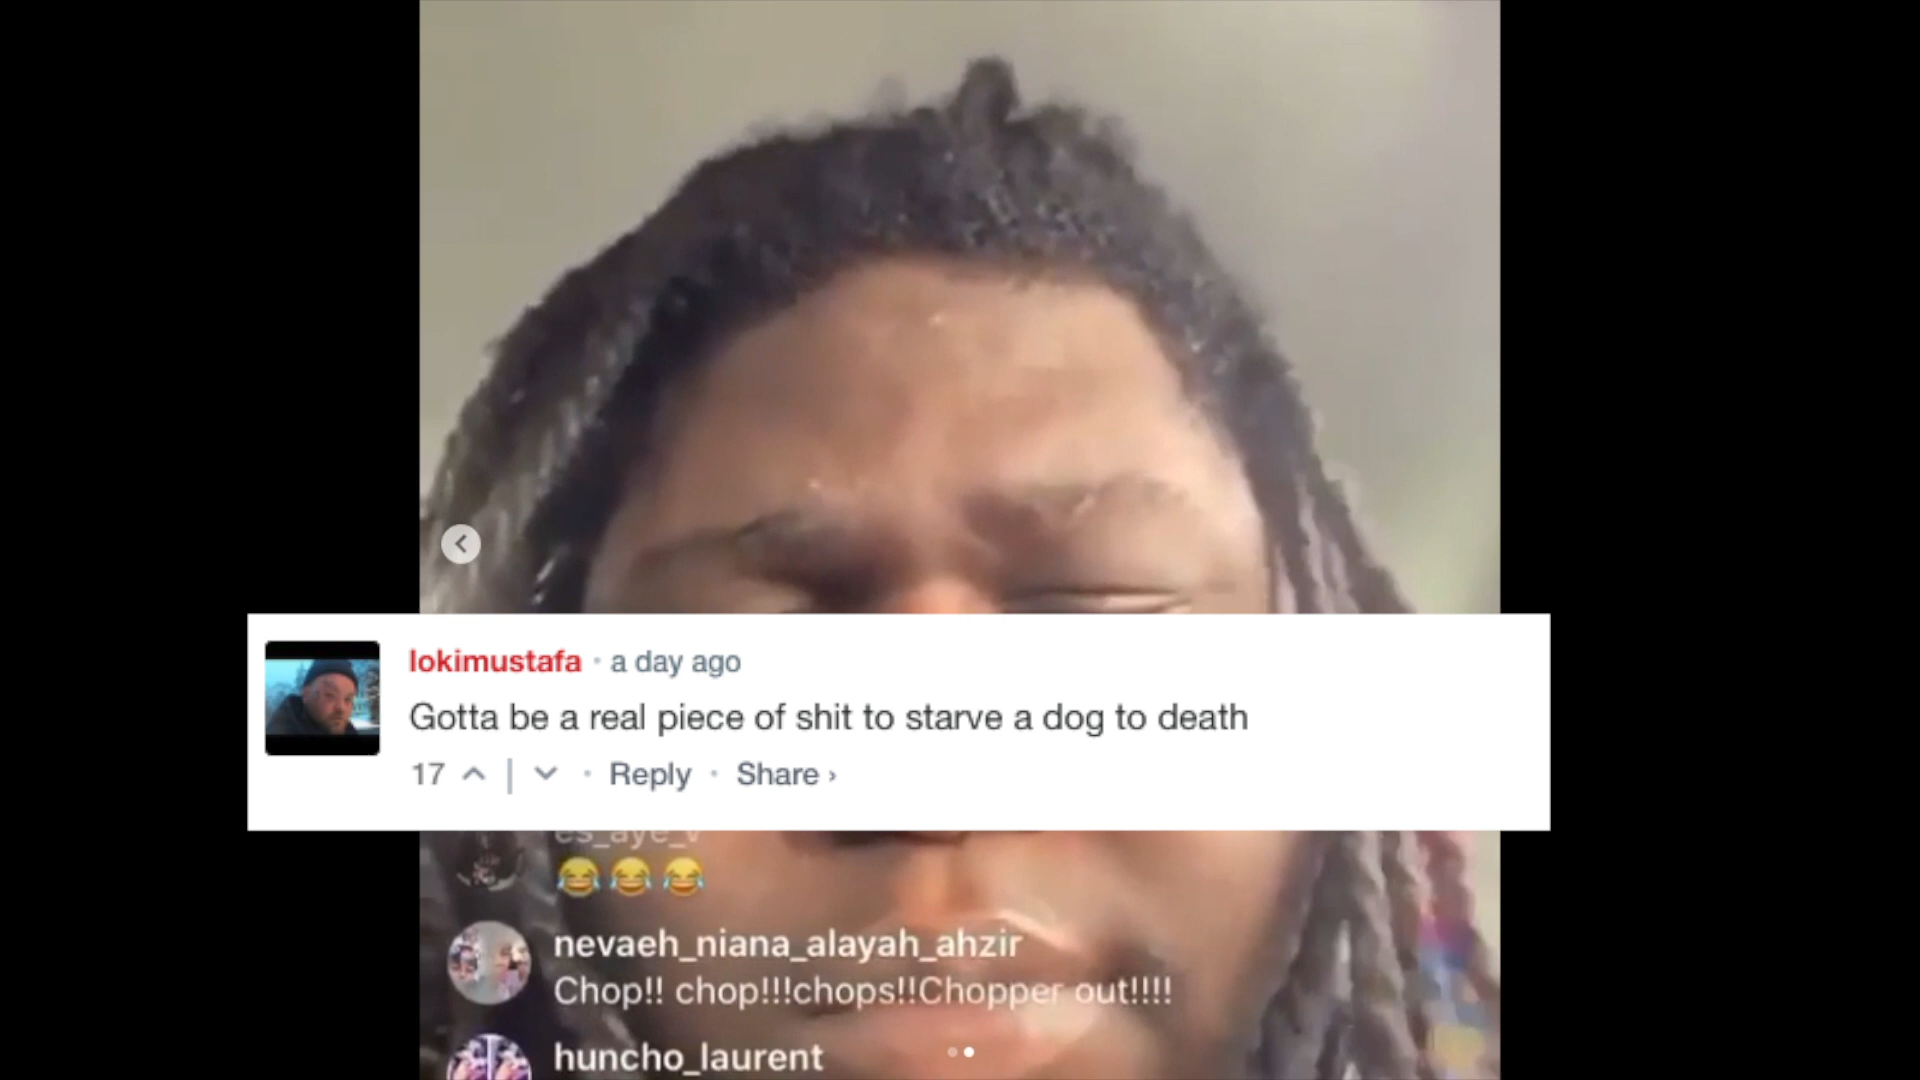 lokimustafa · a day ago
Gotta be a real piece of shit to starve a dog to death
17 · Reply · Share ›
es_aye_v
😂😂😂
nevaeh_niana_alayah_ahzir
Chop!! chop!!!chops!!Chopper out!!!!
huncho_laurent